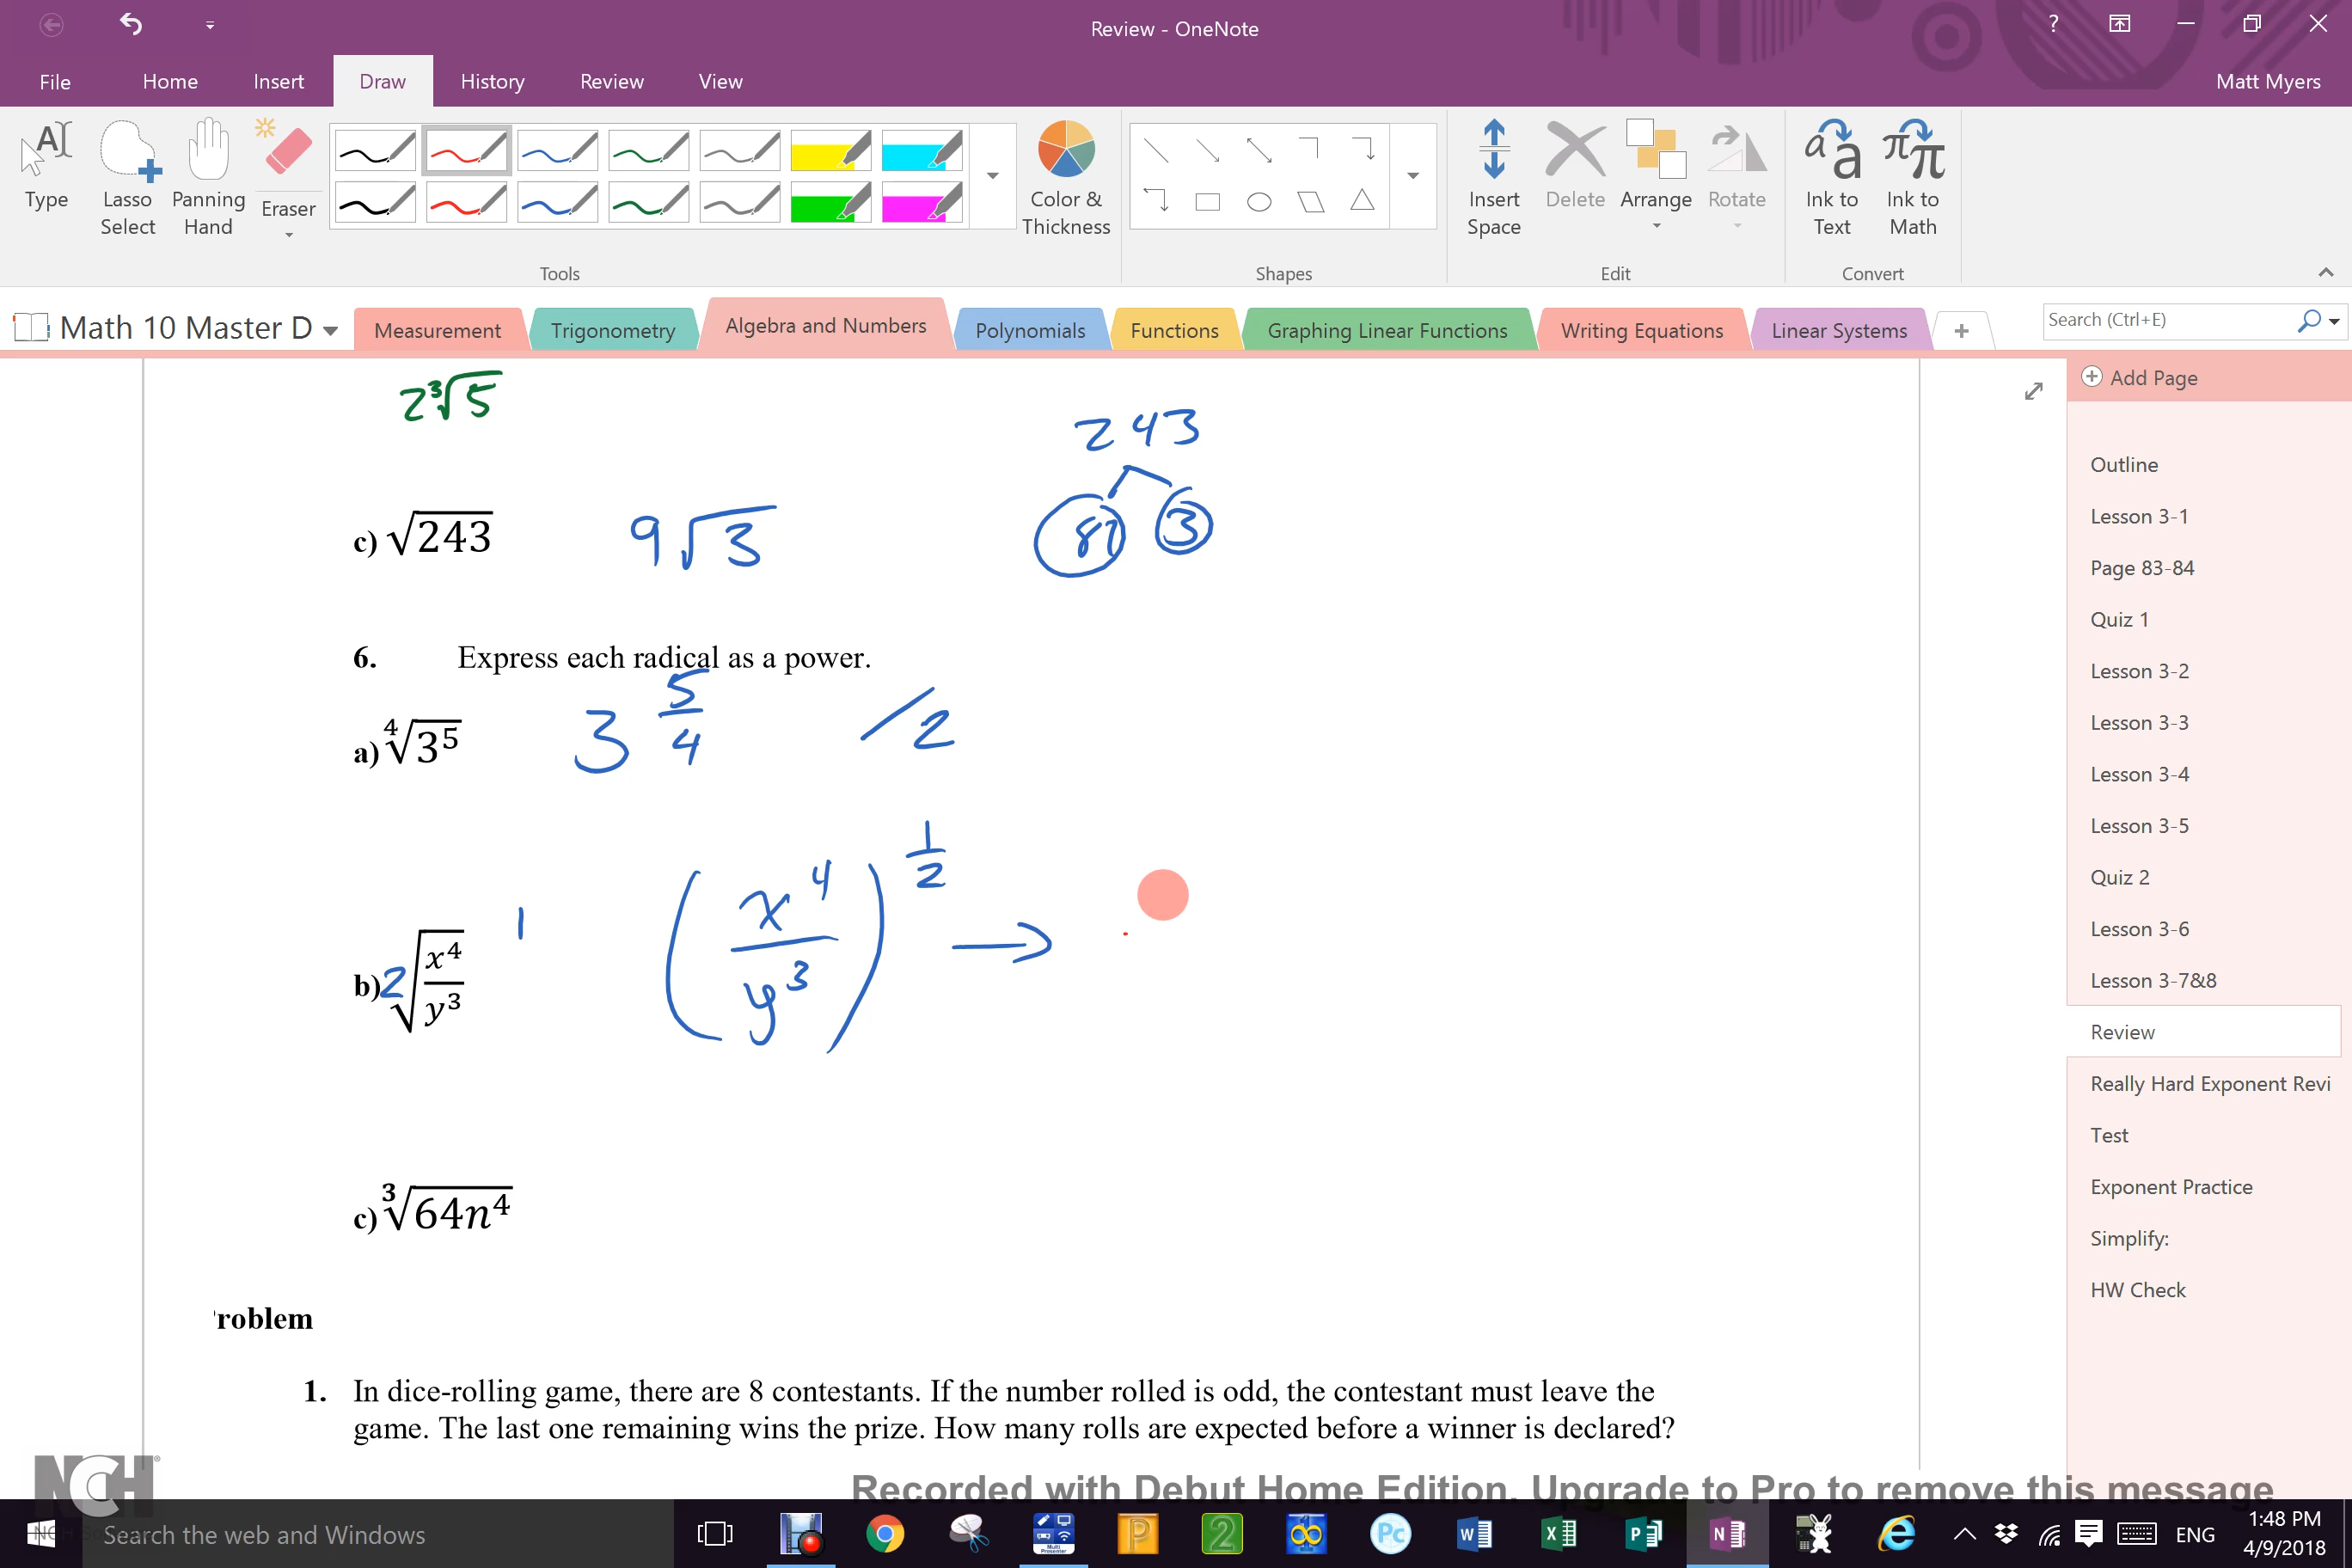 Review - OneNote
?
File Home Insert Draw History Review View
Matt Myers
Type
Lasso Select
Panning Hand
Eraser
Color & Thickness
Insert Space
Delete
Arrange
Rotate
Ink to Text
Ink to Math
Tools
Shapes
Edit
Convert
Math 10 Master D
Measurement
Trigonometry
Algebra and Numbers
Polynomials
Functions
Graphing Linear Functions
Writing Equations
Linear Systems
+
Search (Ctrl+E)
2∛5
243
81 3
c) √243
9√3
6. Express each radical as a power.
a) ⁴√3⁵
3^(5/4)
/2
b) 2 √(x⁴/y³)
1
(x⁴/y³)^(1/2) →
c) ³√64n⁴
roblem
1. In dice-rolling game, there are 8 contestants. If the number rolled is odd, the contestant must leave the
game. The last one remaining wins the prize. How many rolls are expected before a winner is declared?
Add Page
Outline
Lesson 3-1
Page 83-84
Quiz 1
Lesson 3-2
Lesson 3-3
Lesson 3-4
Lesson 3-5
Quiz 2
Lesson 3-6
Lesson 3-7&8
Review
Really Hard Exponent Revi
Test
Exponent Practice
Simplify:
HW Check
NCH
Recorded with Debut Home Edition. Upgrade to Pro to remove this message
Search the web and Windows
ENG
1:48 PM
4/9/2018